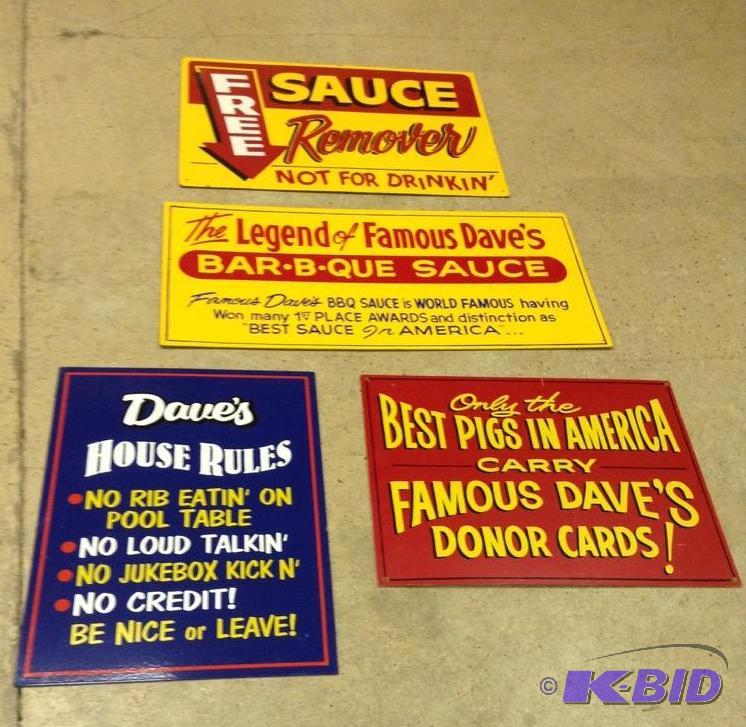 FREE
SAUCE
Remover
NOT FOR DRINKIN'
The Legend of Famous Dave's
BAR·B·QUE SAUCE
Famous Dave's BBQ SAUCE is WORLD FAMOUS having
Won many 1ST PLACE AWARDS and distinction as
"BEST SAUCE In AMERICA"...
Dave's
HOUSE RULES
•NO RIB EATIN' ON
POOL TABLE
•NO LOUD TALKIN'
•NO JUKEBOX KICK N'
•NO CREDIT!
BE NICE or LEAVE!
Only the
BEST PIGS IN AMERICA
CARRY
FAMOUS DAVE'S
DONOR CARDS!
© K-BID